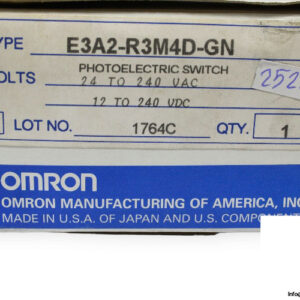 TYPE E3A2-R3M4D-GN
PHOTOELECTRIC SWITCH
VOLTS 24 TO 240 VAC
12 TO 240 VDC
LOT NO. 1764C QTY. 1
252
OMRON
OMRON MANUFACTURING OF AMERICA, INC
MADE IN U.S.A. OF JAPAN AND U.S. COMPONEN